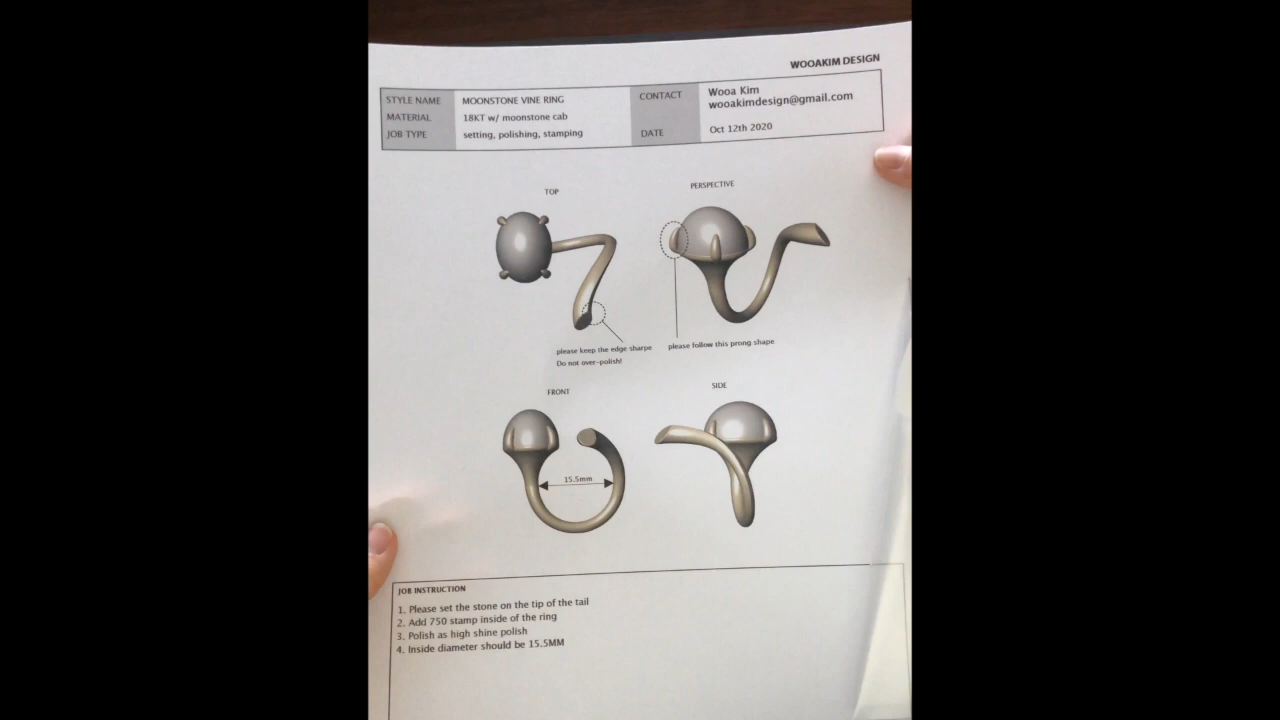 WOOAKIM DESIGN
STYLE NAME MOONSTONE VINE RING
MATERIAL 18KT w/ moonstone cab
JOB TYPE setting, polishing, stamping
CONTACT Wooa Kim
wooakimdesign@gmail.com
DATE Oct 12th 2020
TOP
PERSPECTIVE
please keep the edge sharpe
Do not over-polish!
please follow this prong shape
FRONT
SIDE
15.5mm
JOB INSTRUCTION
1. Please set the stone on the tip of the tail
2. Add 750 stamp inside of the ring
3. Polish as high shine polish
4. Inside diameter should be 15.5MM